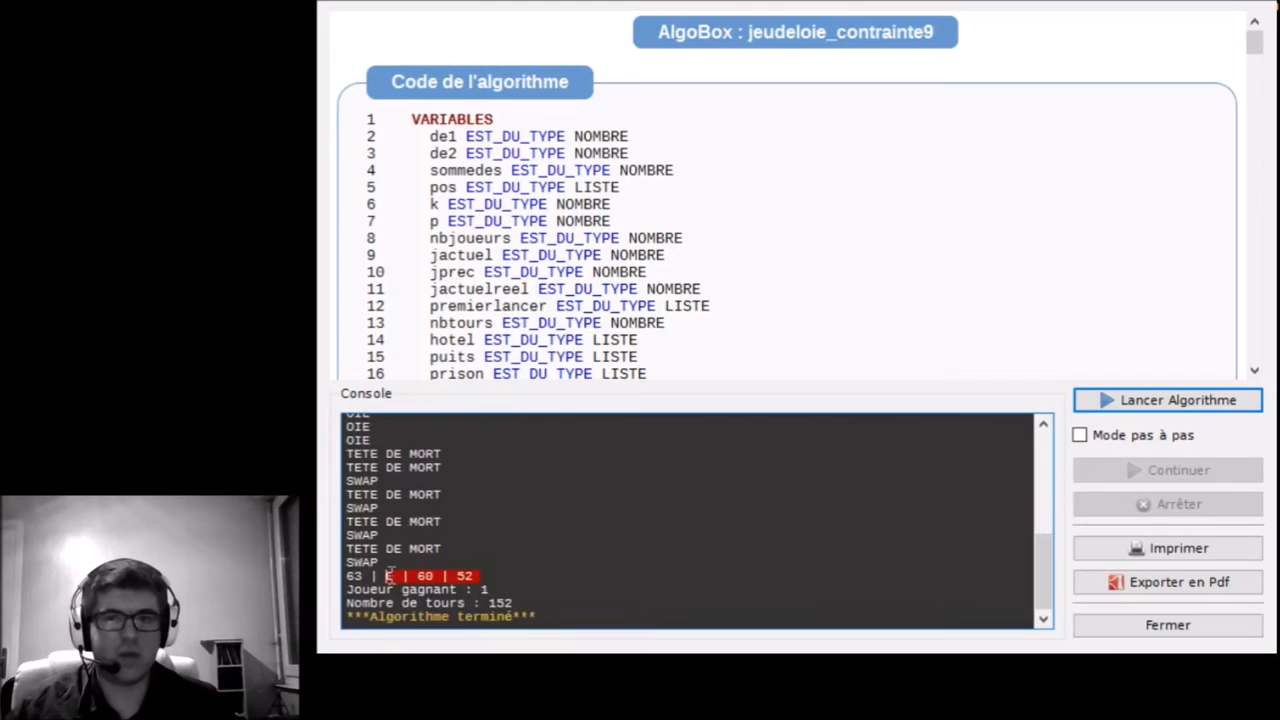 AlgoBox : jeudeloie_contrainte9
Code de l'algorithme
1 VARIABLES
2 de1 EST_DU_TYPE NOMBRE
3 de2 EST_DU_TYPE NOMBRE
4 sommedes EST_DU_TYPE NOMBRE
5 pos EST_DU_TYPE LISTE
6 k EST_DU_TYPE NOMBRE
7 p EST_DU_TYPE NOMBRE
8 nbjoueurs EST_DU_TYPE NOMBRE
9 jactuel EST_DU_TYPE NOMBRE
10 jprec EST_DU_TYPE NOMBRE
11 jactuelreel EST_DU_TYPE NOMBRE
12 premierlancer EST_DU_TYPE LISTE
13 nbtours EST_DU_TYPE NOMBRE
14 hotel EST_DU_TYPE LISTE
15 puits EST_DU_TYPE LISTE
16 prison EST_DU_TYPE LISTE
Console
OIE
OIE
OIE
TETE DE MORT
TETE DE MORT
SWAP
TETE DE MORT
SWAP
TETE DE MORT
SWAP
TETE DE MORT
SWAP
63 | | 60 | 52
Joueur gagnant : 1
Nombre de tours : 152
***Algorithme terminé***
Lancer Algorithme
Mode pas à pas
Continuer
Arrêter
Imprimer
Exporter en Pdf
Fermer